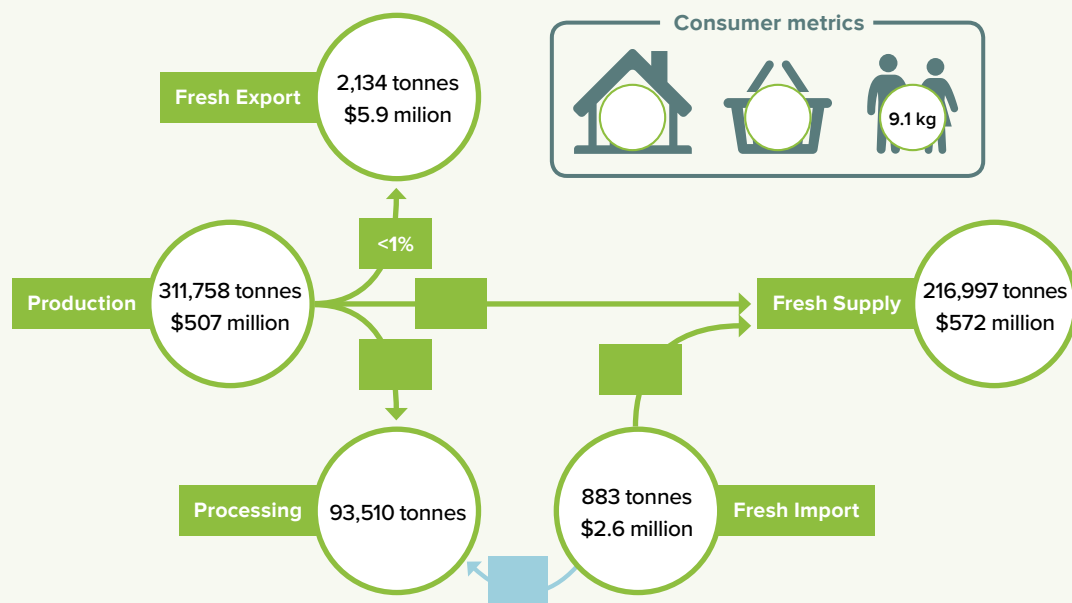 Consumer metrics
9.1 kg
Fresh Export
2,134 tonnes
$5.9 milion
<1%
Production
311,758 tonnes
$507 million
Fresh Supply
216,997 tonnes
$572 million
Processing
93,510 tonnes
883 tonnes
$2.6 million
Fresh Import